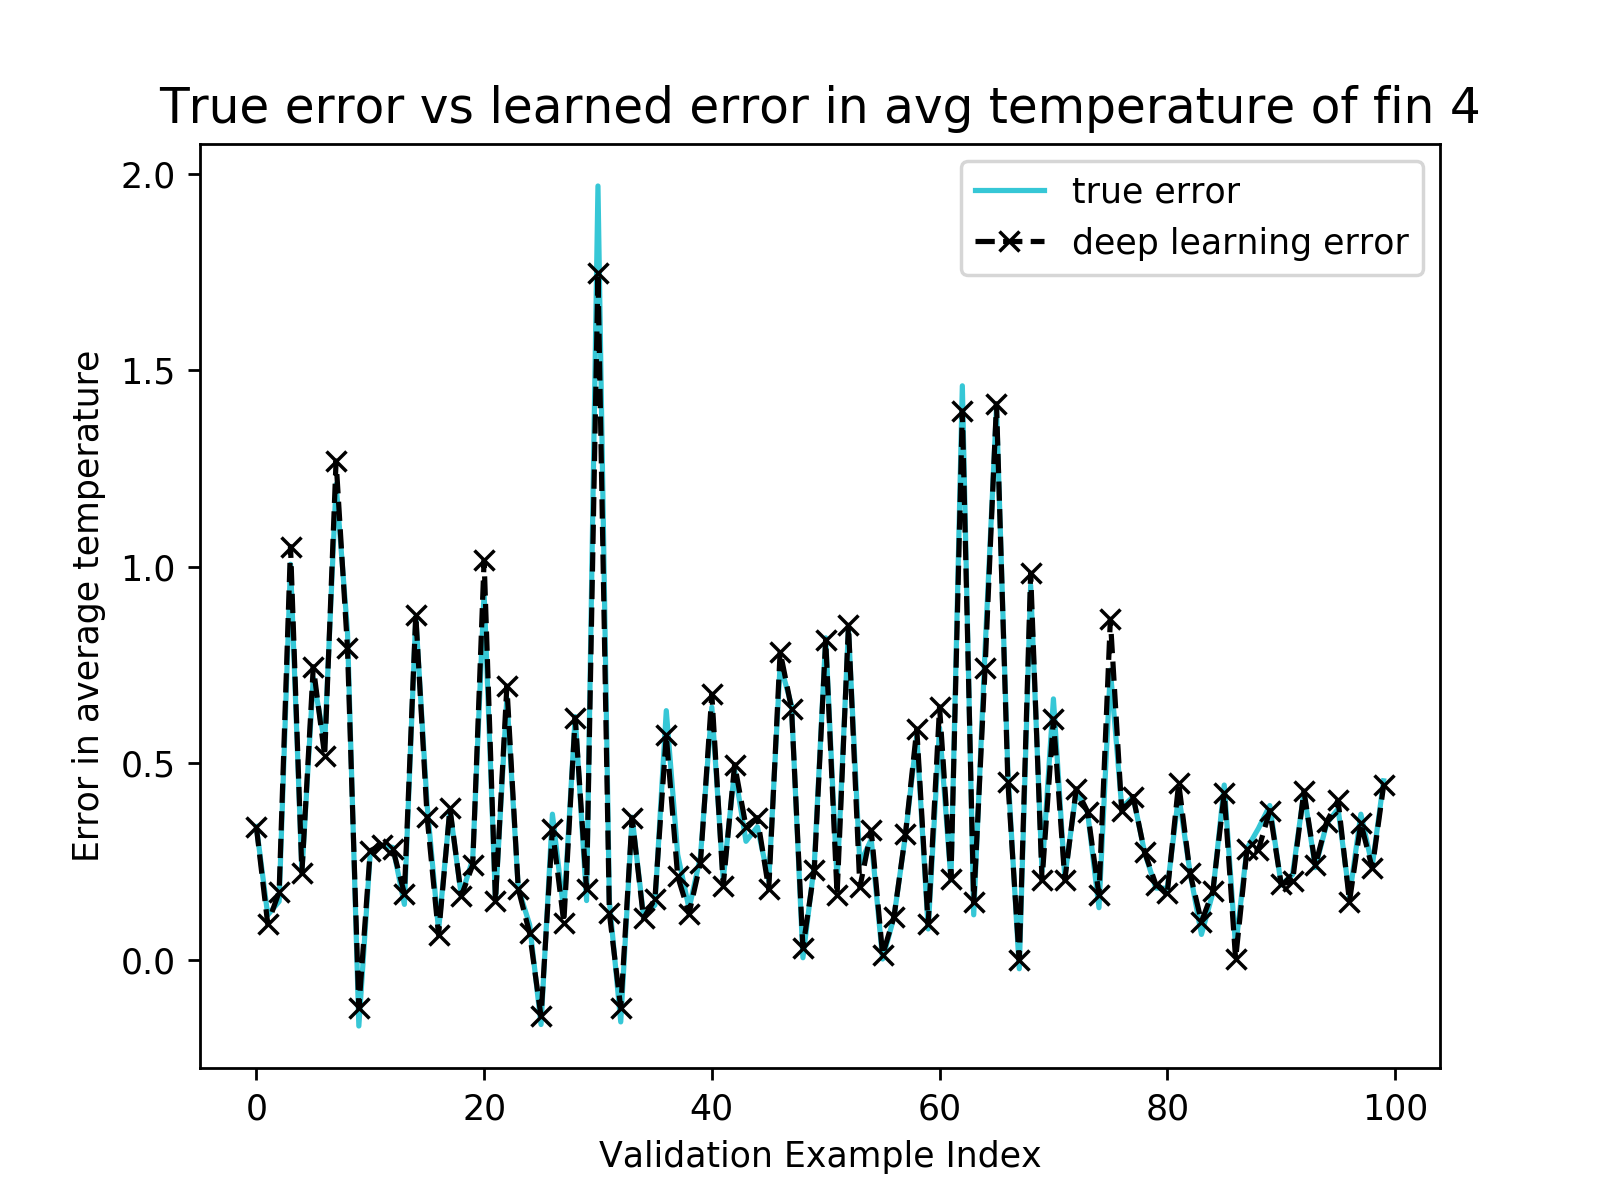 True error vs learned error in avg temperature of fin 4
true error
deep learning error
Error in average temperature
2.0
1.5
1.0
0.5
0.0
0 20 40 60 80 100
Validation Example Index